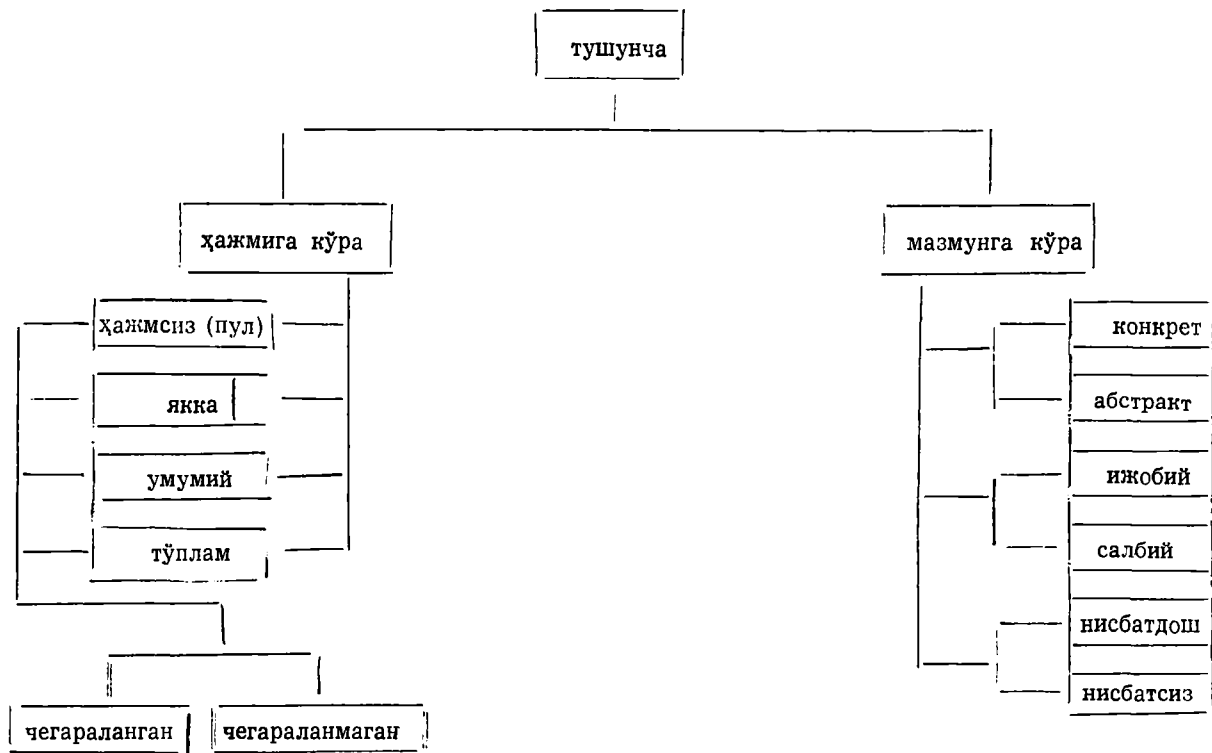 тушунча
ҳажмига кўра
мазмунга кўра
ҳажмсиз (пул)
якка
умумий
тўплам
чегараланган
чегараланмаган
конкрет
абстракт
ижобий
салбий
нисбатдош
нисбатсиз